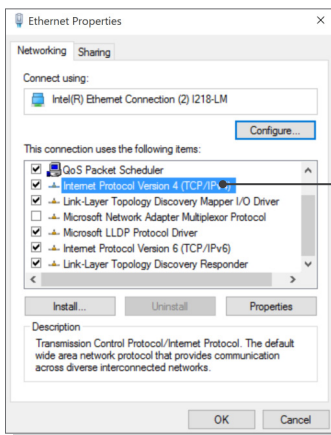 Ethernet Properties
Networking Sharing
Connect using:
Intel(R) Ethernet Connection (2) I218-LM
Configure...
This connection uses the following items:
QoS Packet Scheduler
Internet Protocol Version 4 (TCP/IPv4)
Link-Layer Topology Discovery Mapper I/O Driver
Microsoft Network Adapter Multiplexor Protocol
Microsoft LLDP Protocol Driver
Internet Protocol Version 6 (TCP/IPv6)
Link-Layer Topology Discovery Responder
Install... Uninstall Properties
Description
Transmission Control Protocol/Internet Protocol. The default
wide area network protocol that provides communication
across diverse interconnected networks.
OK Cancel